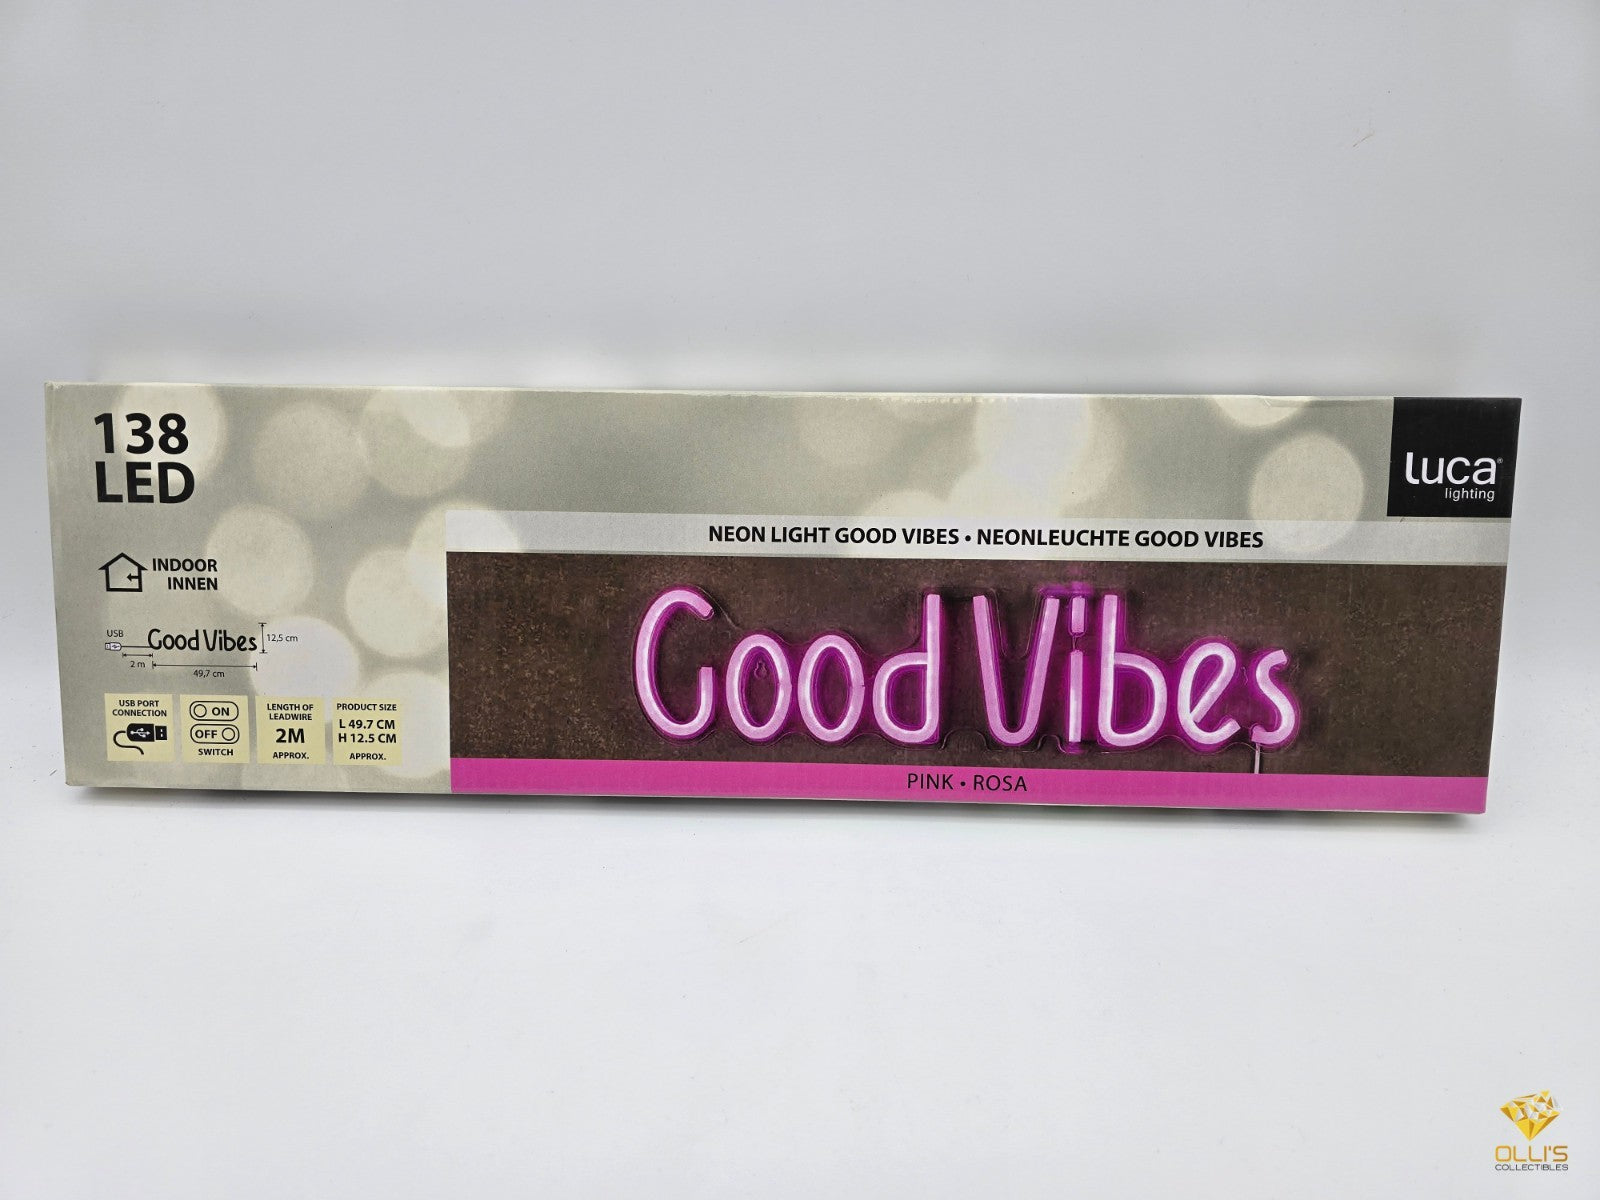 138
LED
luca®
lighting
NEON LIGHT GOOD VIBES • NEONLEUCHTE GOOD VIBES
INDOOR
INNEN
USB
Good Vibes
12,5 cm
2 m
49,7 cm
USB PORT
CONNECTION
ON
OFF
SWITCH
LENGTH OF
LEADWIRE
2M
APPROX.
PRODUCT SIZE
L 49.7 CM
H 12.5 CM
APPROX.
Good Vibes
PINK • ROSA
OLLI'S
COLLECTIBLES